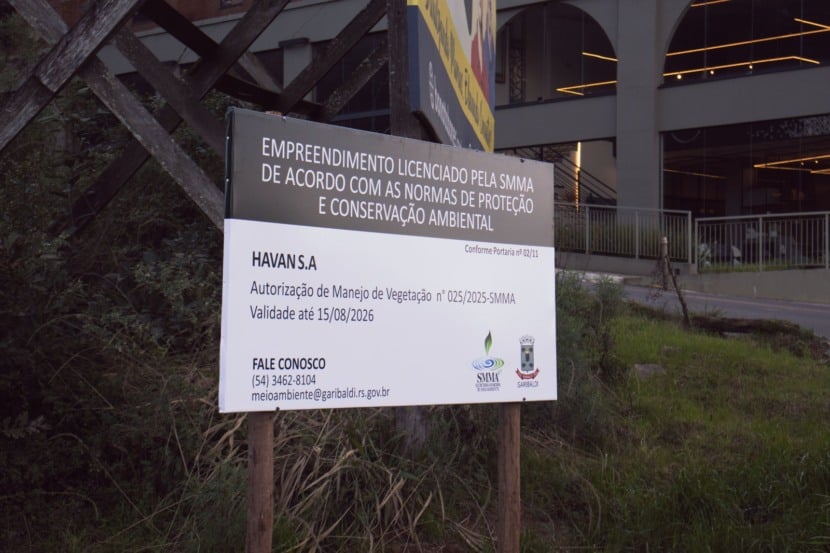 EMPREENDIMENTO LICENCIADO PELA SMMA
DE ACORDO COM AS NORMAS DE PROTEÇÃO
E CONSERVAÇÃO AMBIENTAL
Conforme Portaria nº 02/11
HAVAN S.A
Autorização de Manejo de Vegetação n° 025/2025-SMMA
Validade até 15/08/2026
FALE CONOSCO
(54) 3462-8104
meioambiente@garibaldi.rs.gov.br
SMMA
GARIBALDI